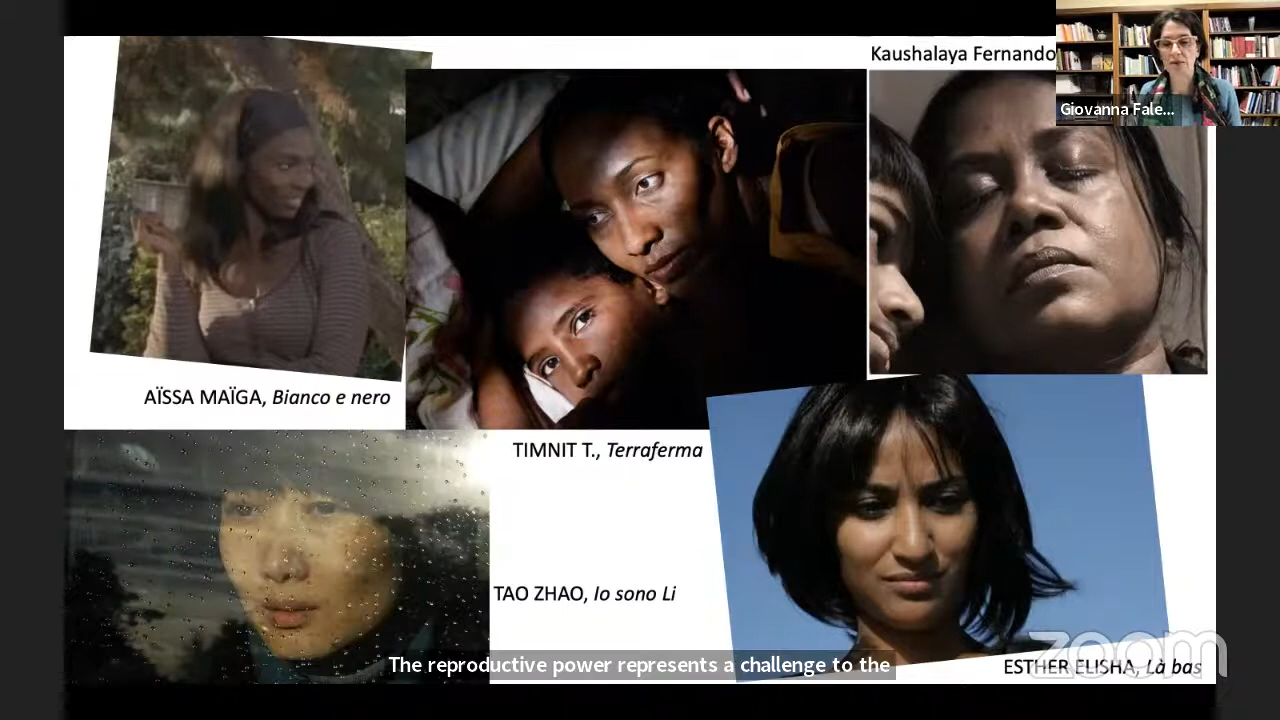 Kaushalaya Fernando
Giovanna Fale...
AÏSSA MAÏGA, Bianco e nero
TIMNIT T., Terraferma
TAO ZHAO, Io sono Li
The reproductive power represents a challenge to the
ESTHER ELISHA, Là bas
zoom